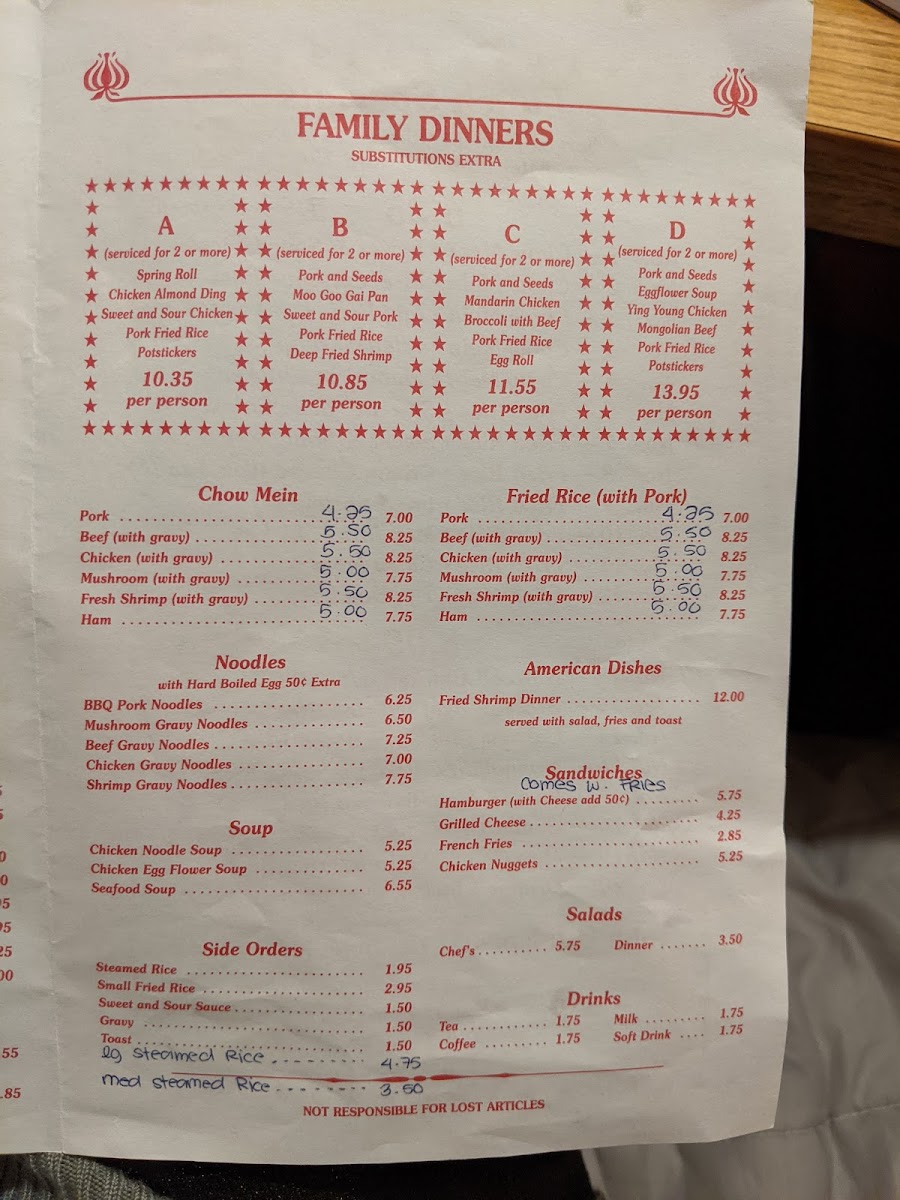 FAMILY DINNERS
SUBSTITUTIONS EXTRA
A
(serviced for 2 or more)
Spring Roll
Chicken Almond Ding
Sweet and Sour Chicken
Pork Fried Rice
Potstickers
10.35
per person
B
(serviced for 2 or more)
Pork and Seeds
Moo Goo Gai Pan
Sweet and Sour Pork
Pork Fried Rice
Deep Fried Shrimp
10.85
per person
C
(serviced for 2 or more)
Pork and Seeds
Mandarin Chicken
Broccoli with Beef
Pork Fried Rice
Egg Roll
11.55
per person
D
(serviced for 2 or more)
Pork and Seeds
Eggflower Soup
Ying Young Chicken
Mongolian Beef
Pork Fried Rice
Potstickers
13.95
per person
Chow Mein
Pork 4.25 7.00
Beef (with gravy) 5.50 8.25
Chicken (with gravy) 5.50 8.25
Mushroom (with gravy) 5.00 7.75
Fresh Shrimp (with gravy) 5.50 8.25
Ham 5.00 7.75
Noodles
with Hard Boiled Egg 50¢ Extra
BBQ Pork Noodles 6.25
Mushroom Gravy Noodles 6.50
Beef Gravy Noodles 7.25
Chicken Gravy Noodles 7.00
Shrimp Gravy Noodles 7.75
Soup
Chicken Noodle Soup 5.25
Chicken Egg Flower Soup 5.25
Seafood Soup 6.55
Side Orders
Steamed Rice 1.95
Small Fried Rice 2.95
Sweet and Sour Sauce 1.50
Gravy 1.50
Toast 1.50
lg steamed Rice 4.75
med steamed Rice 3.50
Fried Rice (with Pork)
Pork 4.25 7.00
Beef (with gravy) 5.50 8.25
Chicken (with gravy) 5.50 8.25
Mushroom (with gravy) 5.00 7.75
Fresh Shrimp (with gravy) 5.50 8.25
Ham 5.00 7.75
American Dishes
Fried Shrimp Dinner 12.00
served with salad, fries and toast
Sandwiches
comes w. FRIES
Hamburger (with Cheese add 50¢) 5.75
Grilled Cheese 4.25
French Fries 2.85
Chicken Nuggets 5.25
Salads
Chef's 5.75 Dinner 3.50
Drinks
Tea 1.75 Milk 1.75
Coffee 1.75 Soft Drink 1.75
NOT RESPONSIBLE FOR LOST ARTICLES